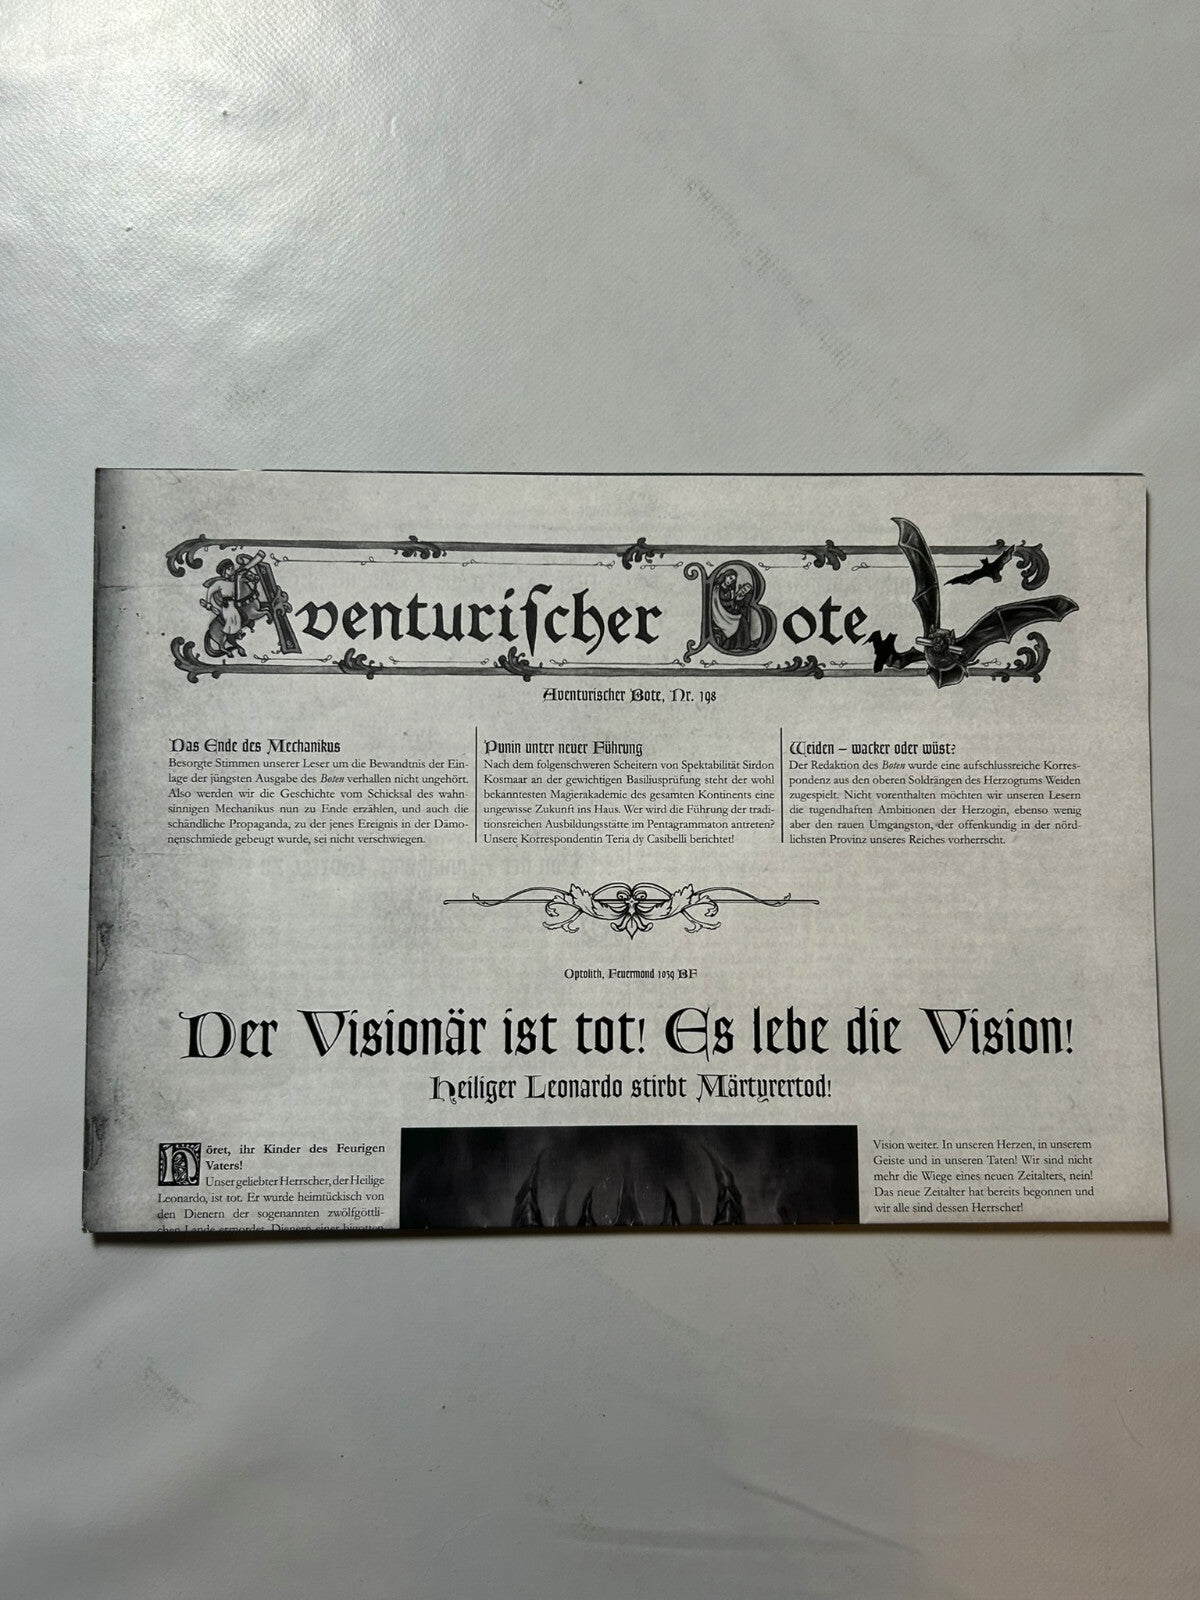 Aventuriſcher Bote
Aventurischer Bote, Nr. 198
Das Ende des Mechanikus
Besorgte Stimmen unserer Leser um die Bewandtnis der Ein-
lage der jüngsten Ausgabe des Boten verhallen nicht ungehört.
Also werden wir die Geschichte vom Schicksal des wahn-
sinnigen Mechanikus nun zu Ende erzählen, und auch die
schändliche Propaganda, zu der jenes Ereignis in der Dämo-
nenschmiede gebeugt wurde, sei nicht verschwiegen.
Punin unter neuer Führung
Nach dem folgenschweren Scheitern von Spektabilität Sirdon
Kosmaar an der gewichtigen Basiliusprüfung steht der wohl
bekanntesten Magierakademie des gesamten Kontinents eine
ungewisse Zukunft ins Haus. Wer wird die Führung der tradi-
tionsreichen Ausbildungsstätte im Pentagrammaton antreten?
Unsere Korrespondentin Teria dy Casibelli berichtet!
Weiden – wacker oder wüst?
Der Redaktion des Boten wurde eine aufschlussreiche Korres-
pondenz aus den oberen Soldrängen des Herzogtums Weiden
zugespielt. Nicht vorenthalten möchten wir unseren Lesern
die tugendhaften Ambitionen der Herzogin, ebenso wenig
aber den rauen Umgangston, der offenkundig in der nörd-
lichsten Provinz unseres Reiches vorherrscht.
Optolith, Feuermond 1039 BF
Der Visionär ist tot! Es lebe die Vision!
Heiliger Leonardo stirbt Märtyrertod!
Höret, ihr Kinder des Feurigen
Vaters!
Unser geliebter Herrscher, der Heilige
Leonardo, ist tot. Er wurde heimtückisch von
den Dienern der sogenannten zwölfgöttli-
chen Lande ermordet. Dienern einer bigotten
Vision weiter. In unseren Herzen, in unserem
Geiste und in unseren Taten! Wir sind nicht
mehr die Wiege eines neuen Zeitalters, nein!
Das neue Zeitalter hat bereits begonnen und
wir alle sind dessen Herrscher!